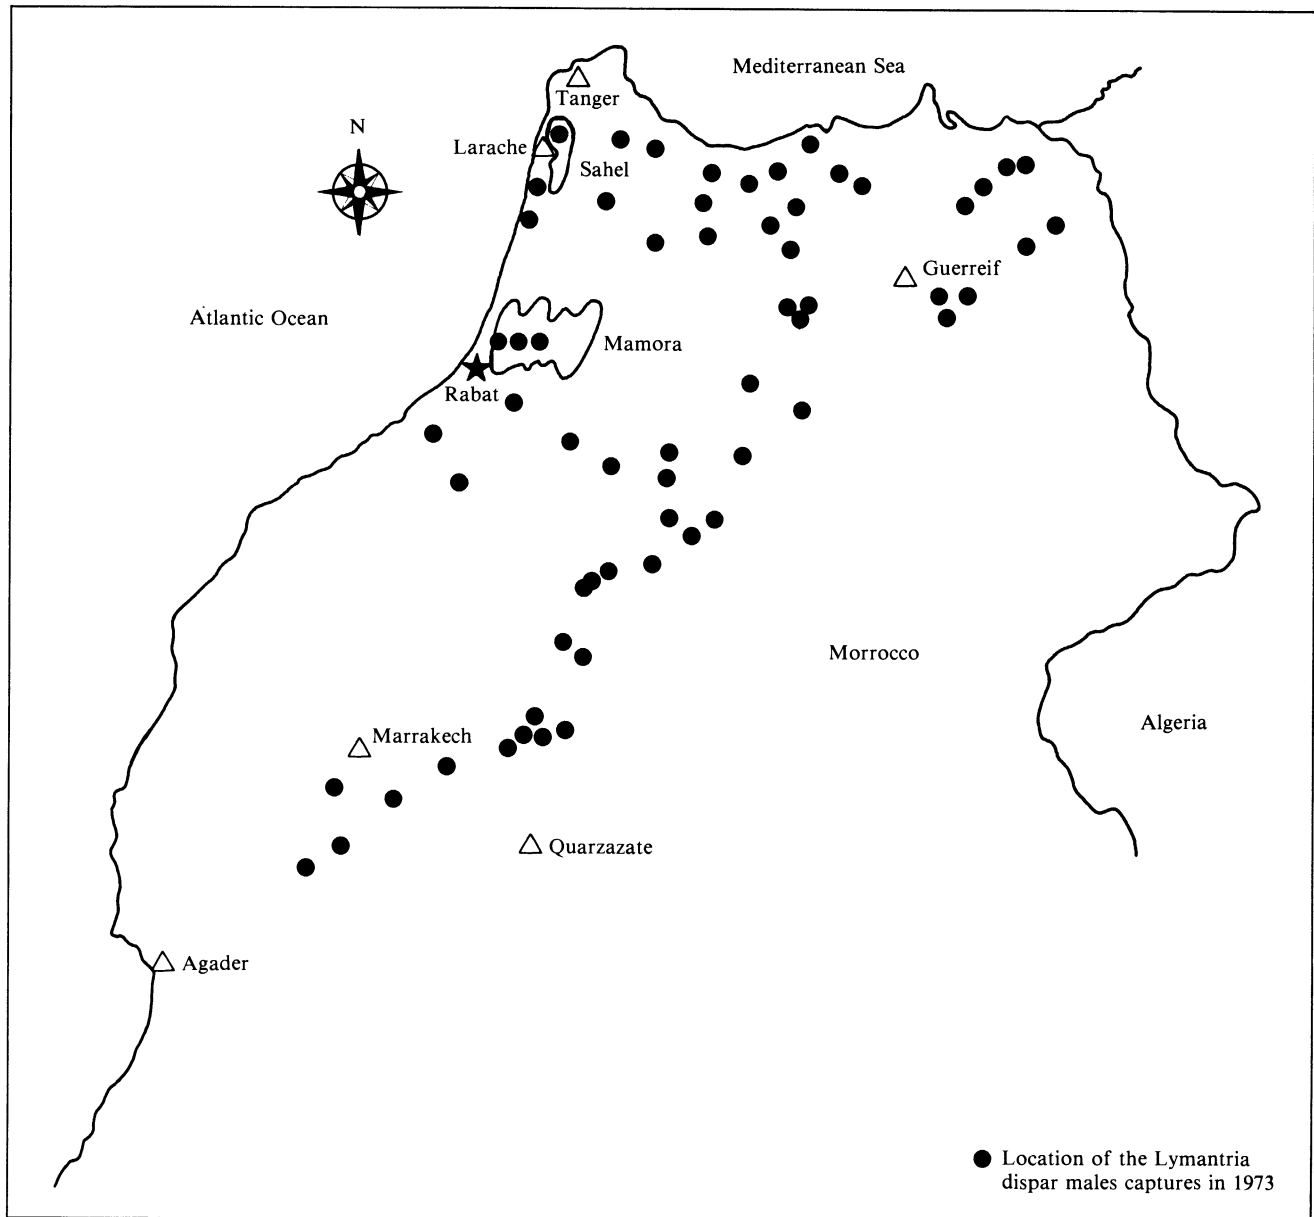 Mediterranean Sea
Tanger
N
Larache
Sahel
Guerreif
Atlantic Ocean
Mamora
Rabat
Morrocco
Algeria
Marrakech
Quarzazate
Agader
Location of the Lymantria
dispar males captures in 1973